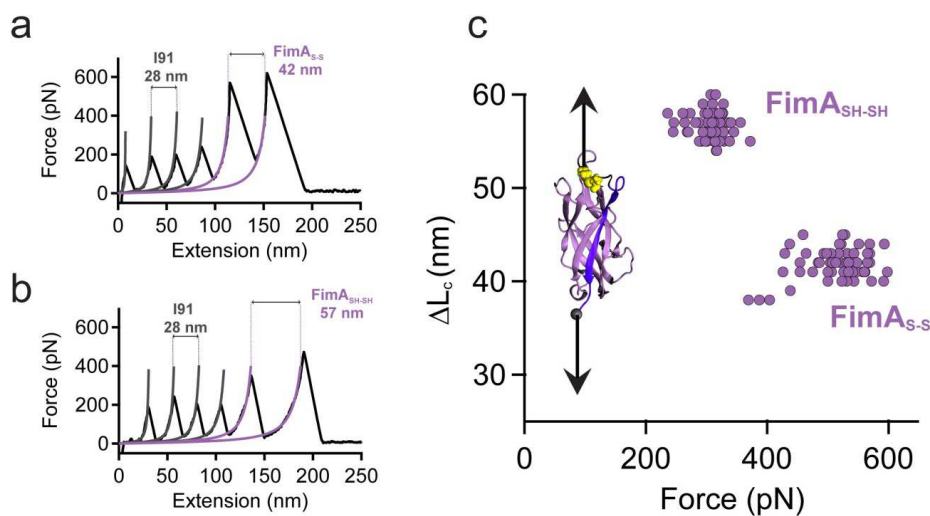 a
I91
28 nm
FimAS-S
42 nm
Force (pN)
600
400
200
0
0 50 100 150 200 250
Extension (nm)
b
I91
28 nm
FimASH-SH
57 nm
Force (pN)
600
400
200
0
0 50 100 150 200 250
Extension (nm)
c
FimASH-SH
FimAS-S
ΔLc (nm)
60
50
40
30
0 200 400 600
Force (pN)